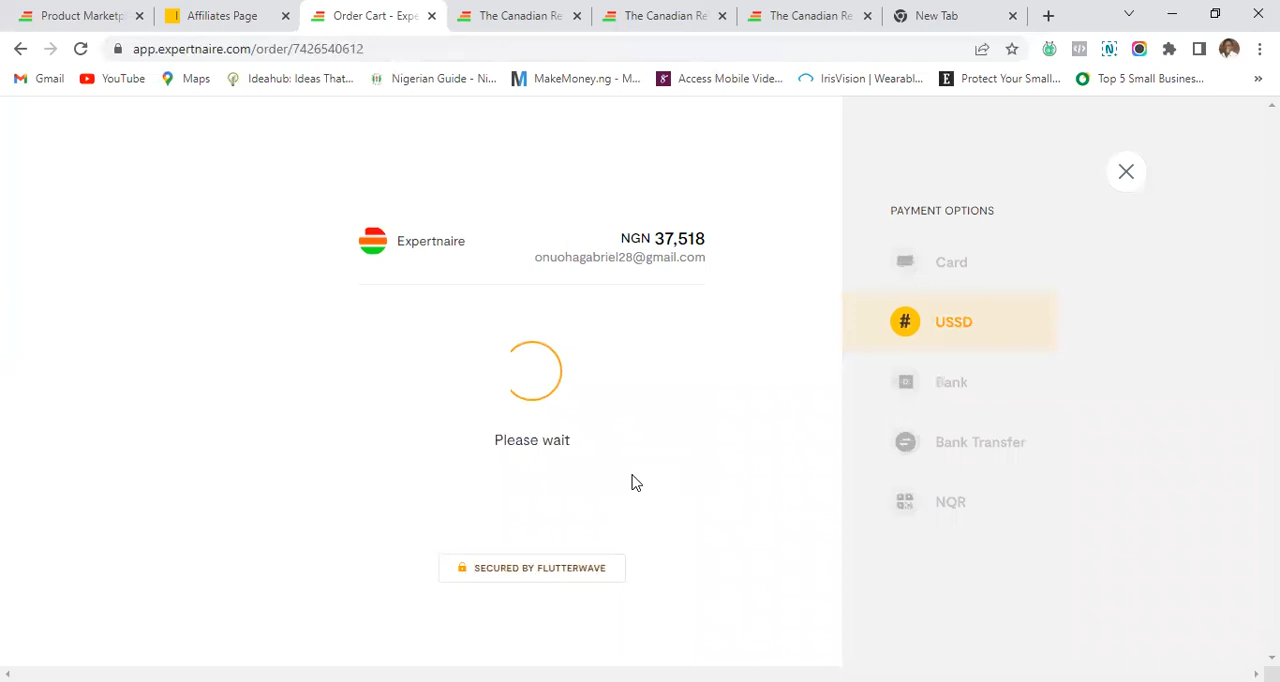 Product Marketp
Affiliates Page
Order Cart - Expe
The Canadian Re
The Canadian Re
The Canadian Re
New Tab
app.expertnaire.com/order/7426540612
Gmail
YouTube
Maps
Ideahub: Ideas That...
Nigerian Guide - Ni...
MakeMoney.ng - M...
Access Mobile Vide...
IrisVision | Wearabl...
Protect Your Small...
Top 5 Small Busines...
»
PAYMENT OPTIONS
Expertnaire
NGN 37,518
onuohagabriel28@gmail.com
Card
# USSD
Bank
Please wait
Bank Transfer
NQR
SECURED BY FLUTTERWAVE